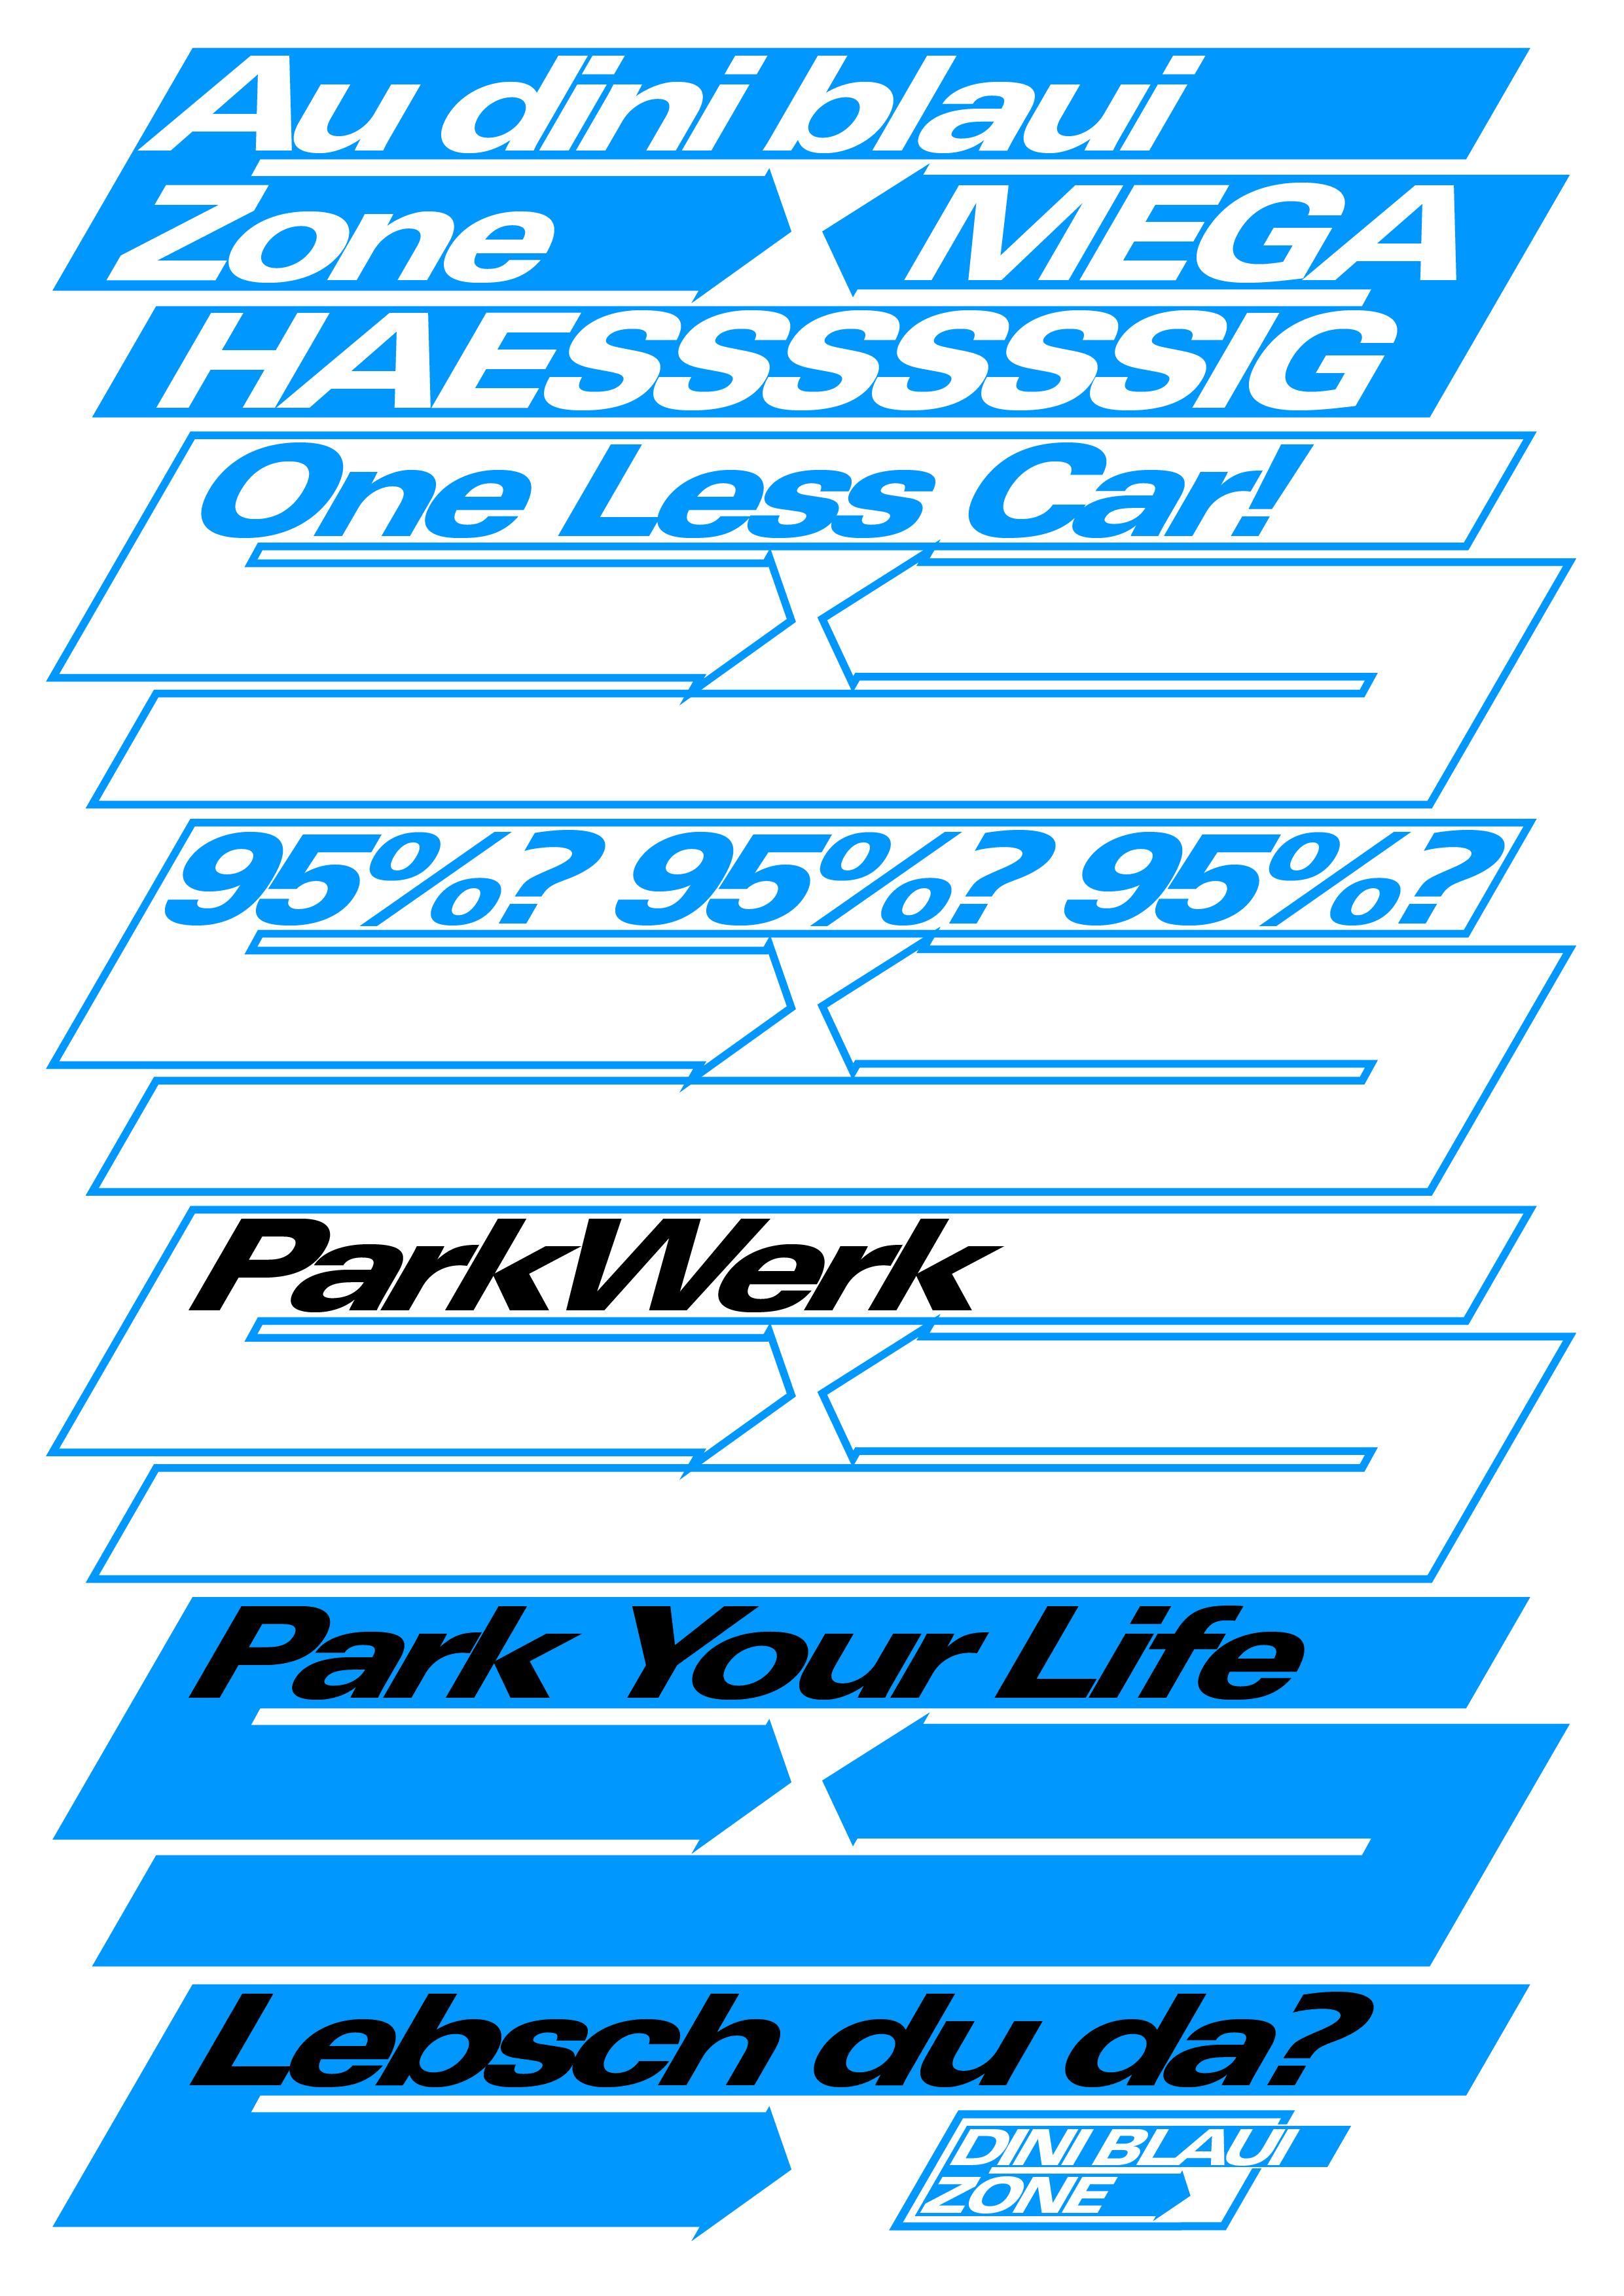 Au dini blaui
Zone MEGA
HAESSSSSSIG
One Less Car!
95%? 95%? 95%?
ParkWerk
Park Your Life
Lebsch du da?
DINI BLAUI
ZONE